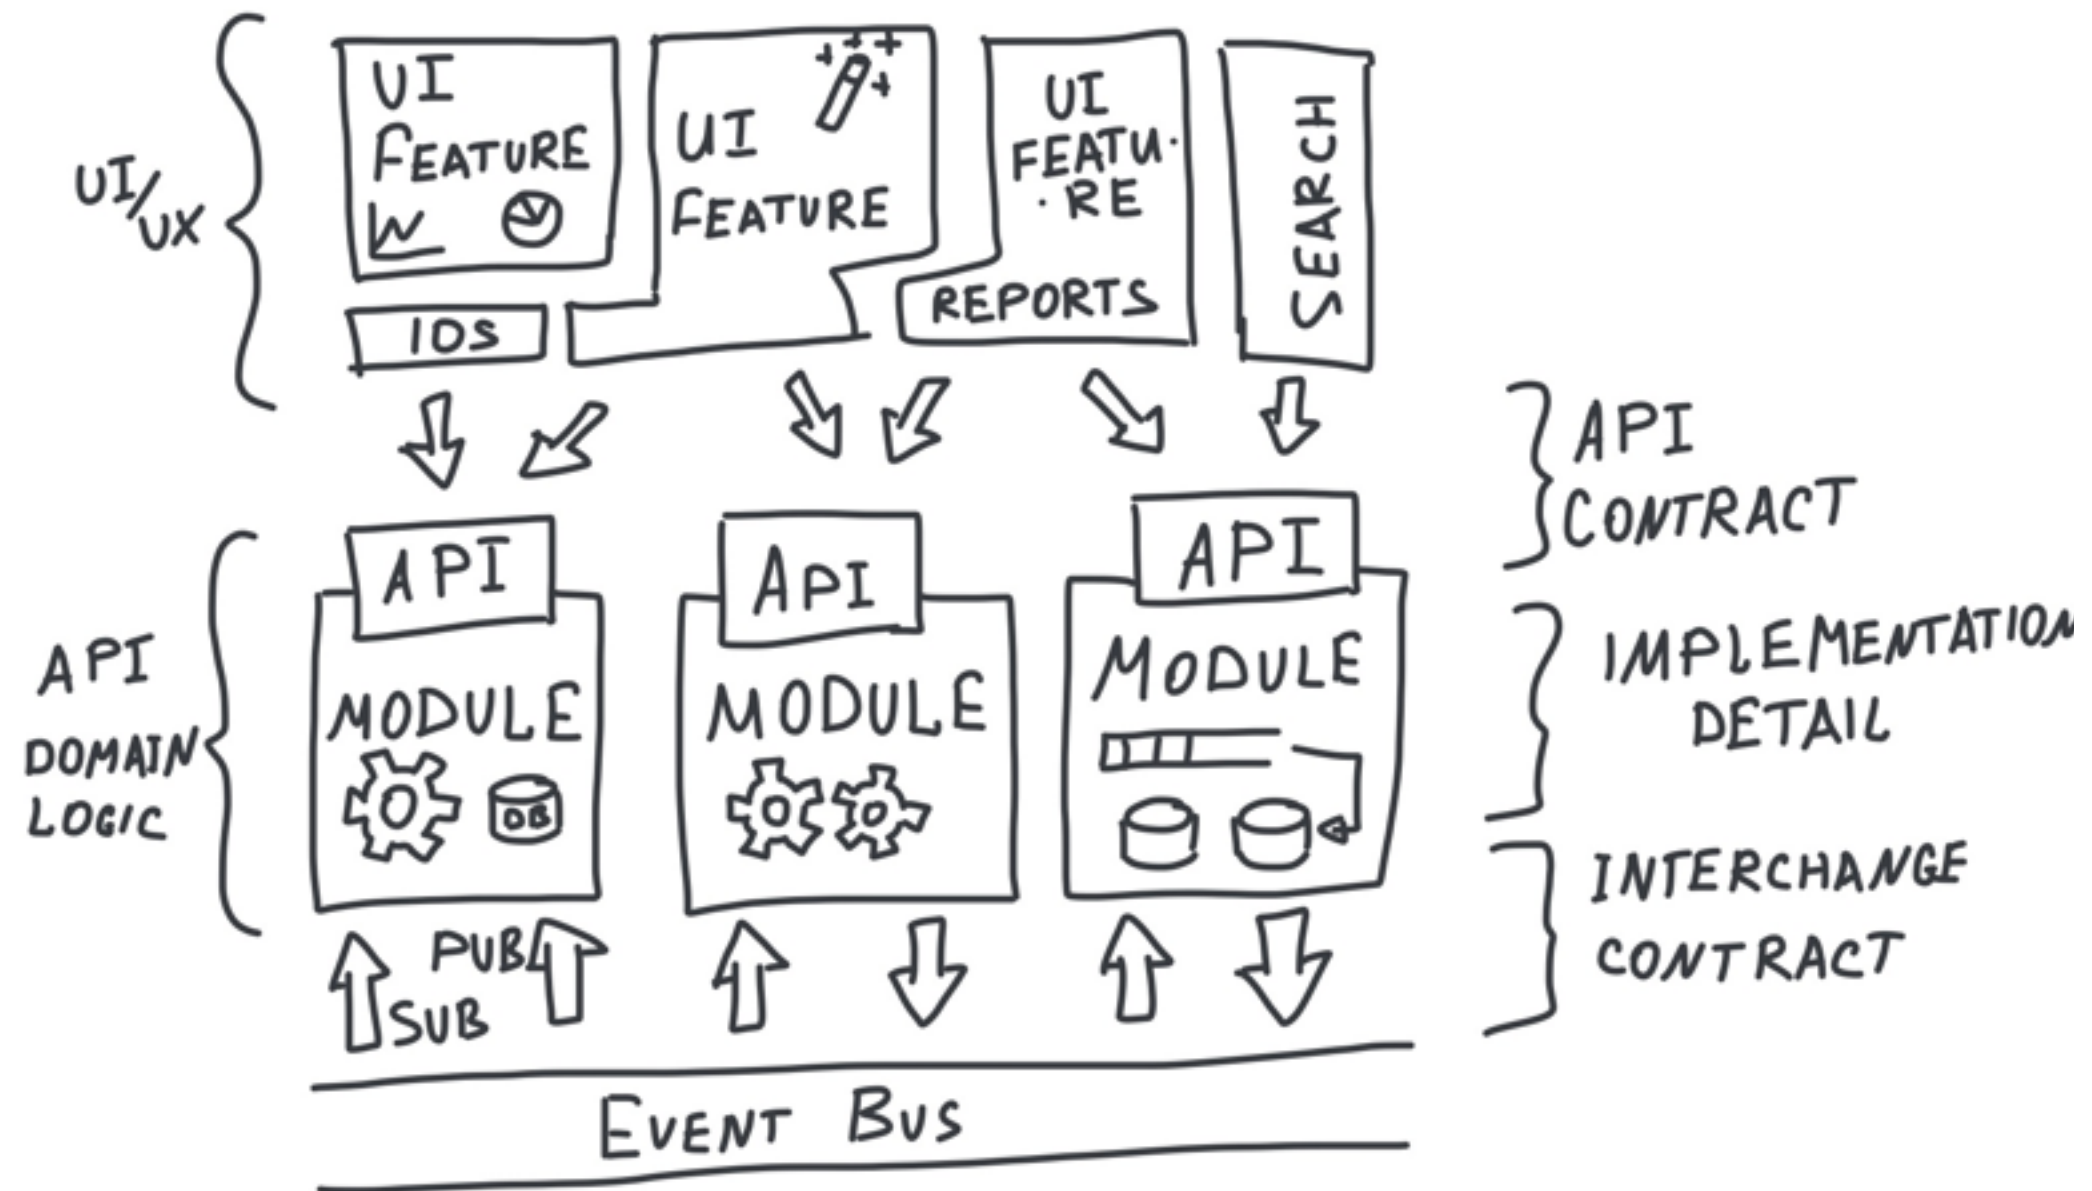 UI/
UX
UI
FEATURE
UI
FEATURE
UI
FEATU.
.RE
REPORTS
SEARCH
IDS
API
CONTRACT
API
DOMAIN
LOGIC
API
MODULE
DB
API
MODULE
API
MODULE
IMPLEMENTATION
DETAIL
INTERCHANGE
CONTRACT
PUB
SUB
EVENT BUS